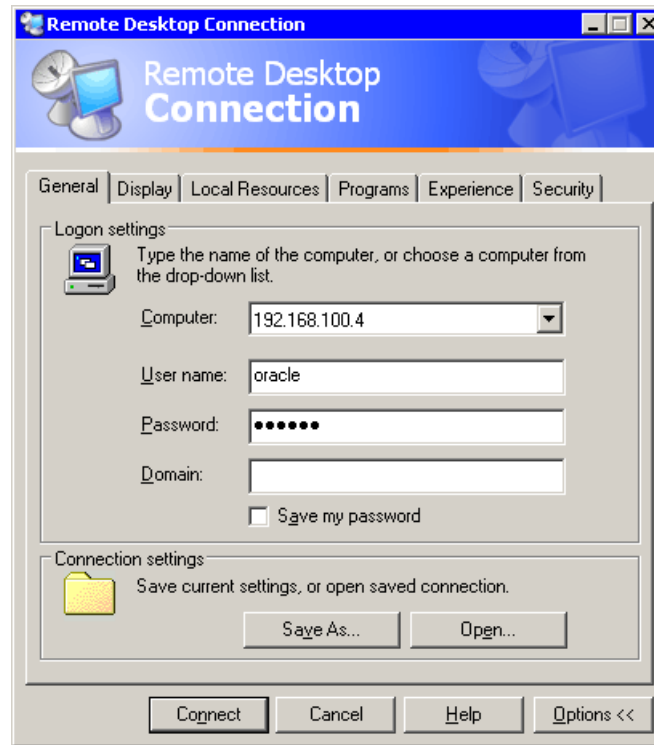 Remote Desktop Connection
Remote Desktop
Connection
General Display Local Resources Programs Experience Security
Logon settings
Type the name of the computer, or choose a computer from
the drop-down list.
Computer: 192.168.100.4
User name: oracle
Password: ●●●●●●
Domain:
Save my password
Connection settings
Save current settings, or open saved connection.
Save As... Open...
Connect Cancel Help Options <<